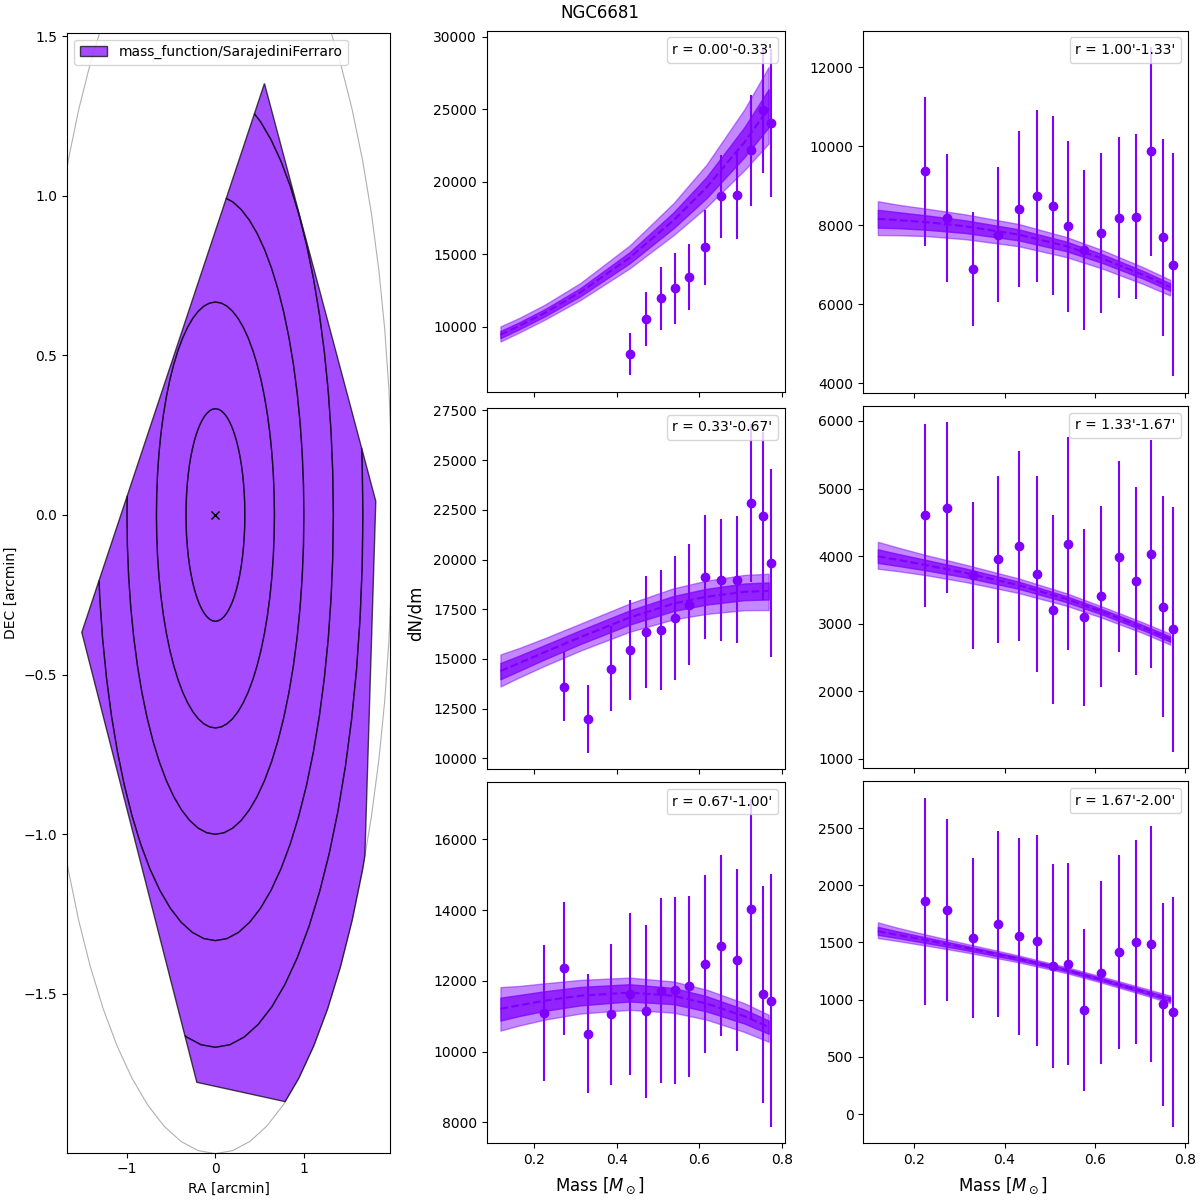 NGC6681
mass_function/SarajediniFerraro
1.5
1.0
0.5
0.0
−0.5
−1.0
−1.5
DEC [arcmin]
−1 0 1
RA [arcmin]
r = 0.00'-0.33'
30000
25000
20000
15000
10000
r = 0.33'-0.67'
27500
25000
22500
20000
17500
15000
12500
10000
dN/dm
r = 0.67'-1.00'
16000
14000
12000
10000
8000
0.2 0.4 0.6 0.8
Mass [M⊙]
r = 1.00'-1.33'
12000
10000
8000
6000
4000
r = 1.33'-1.67'
6000
5000
4000
3000
2000
1000
r = 1.67'-2.00'
2500
2000
1500
1000
500
0
0.2 0.4 0.6 0.8
Mass [M⊙]